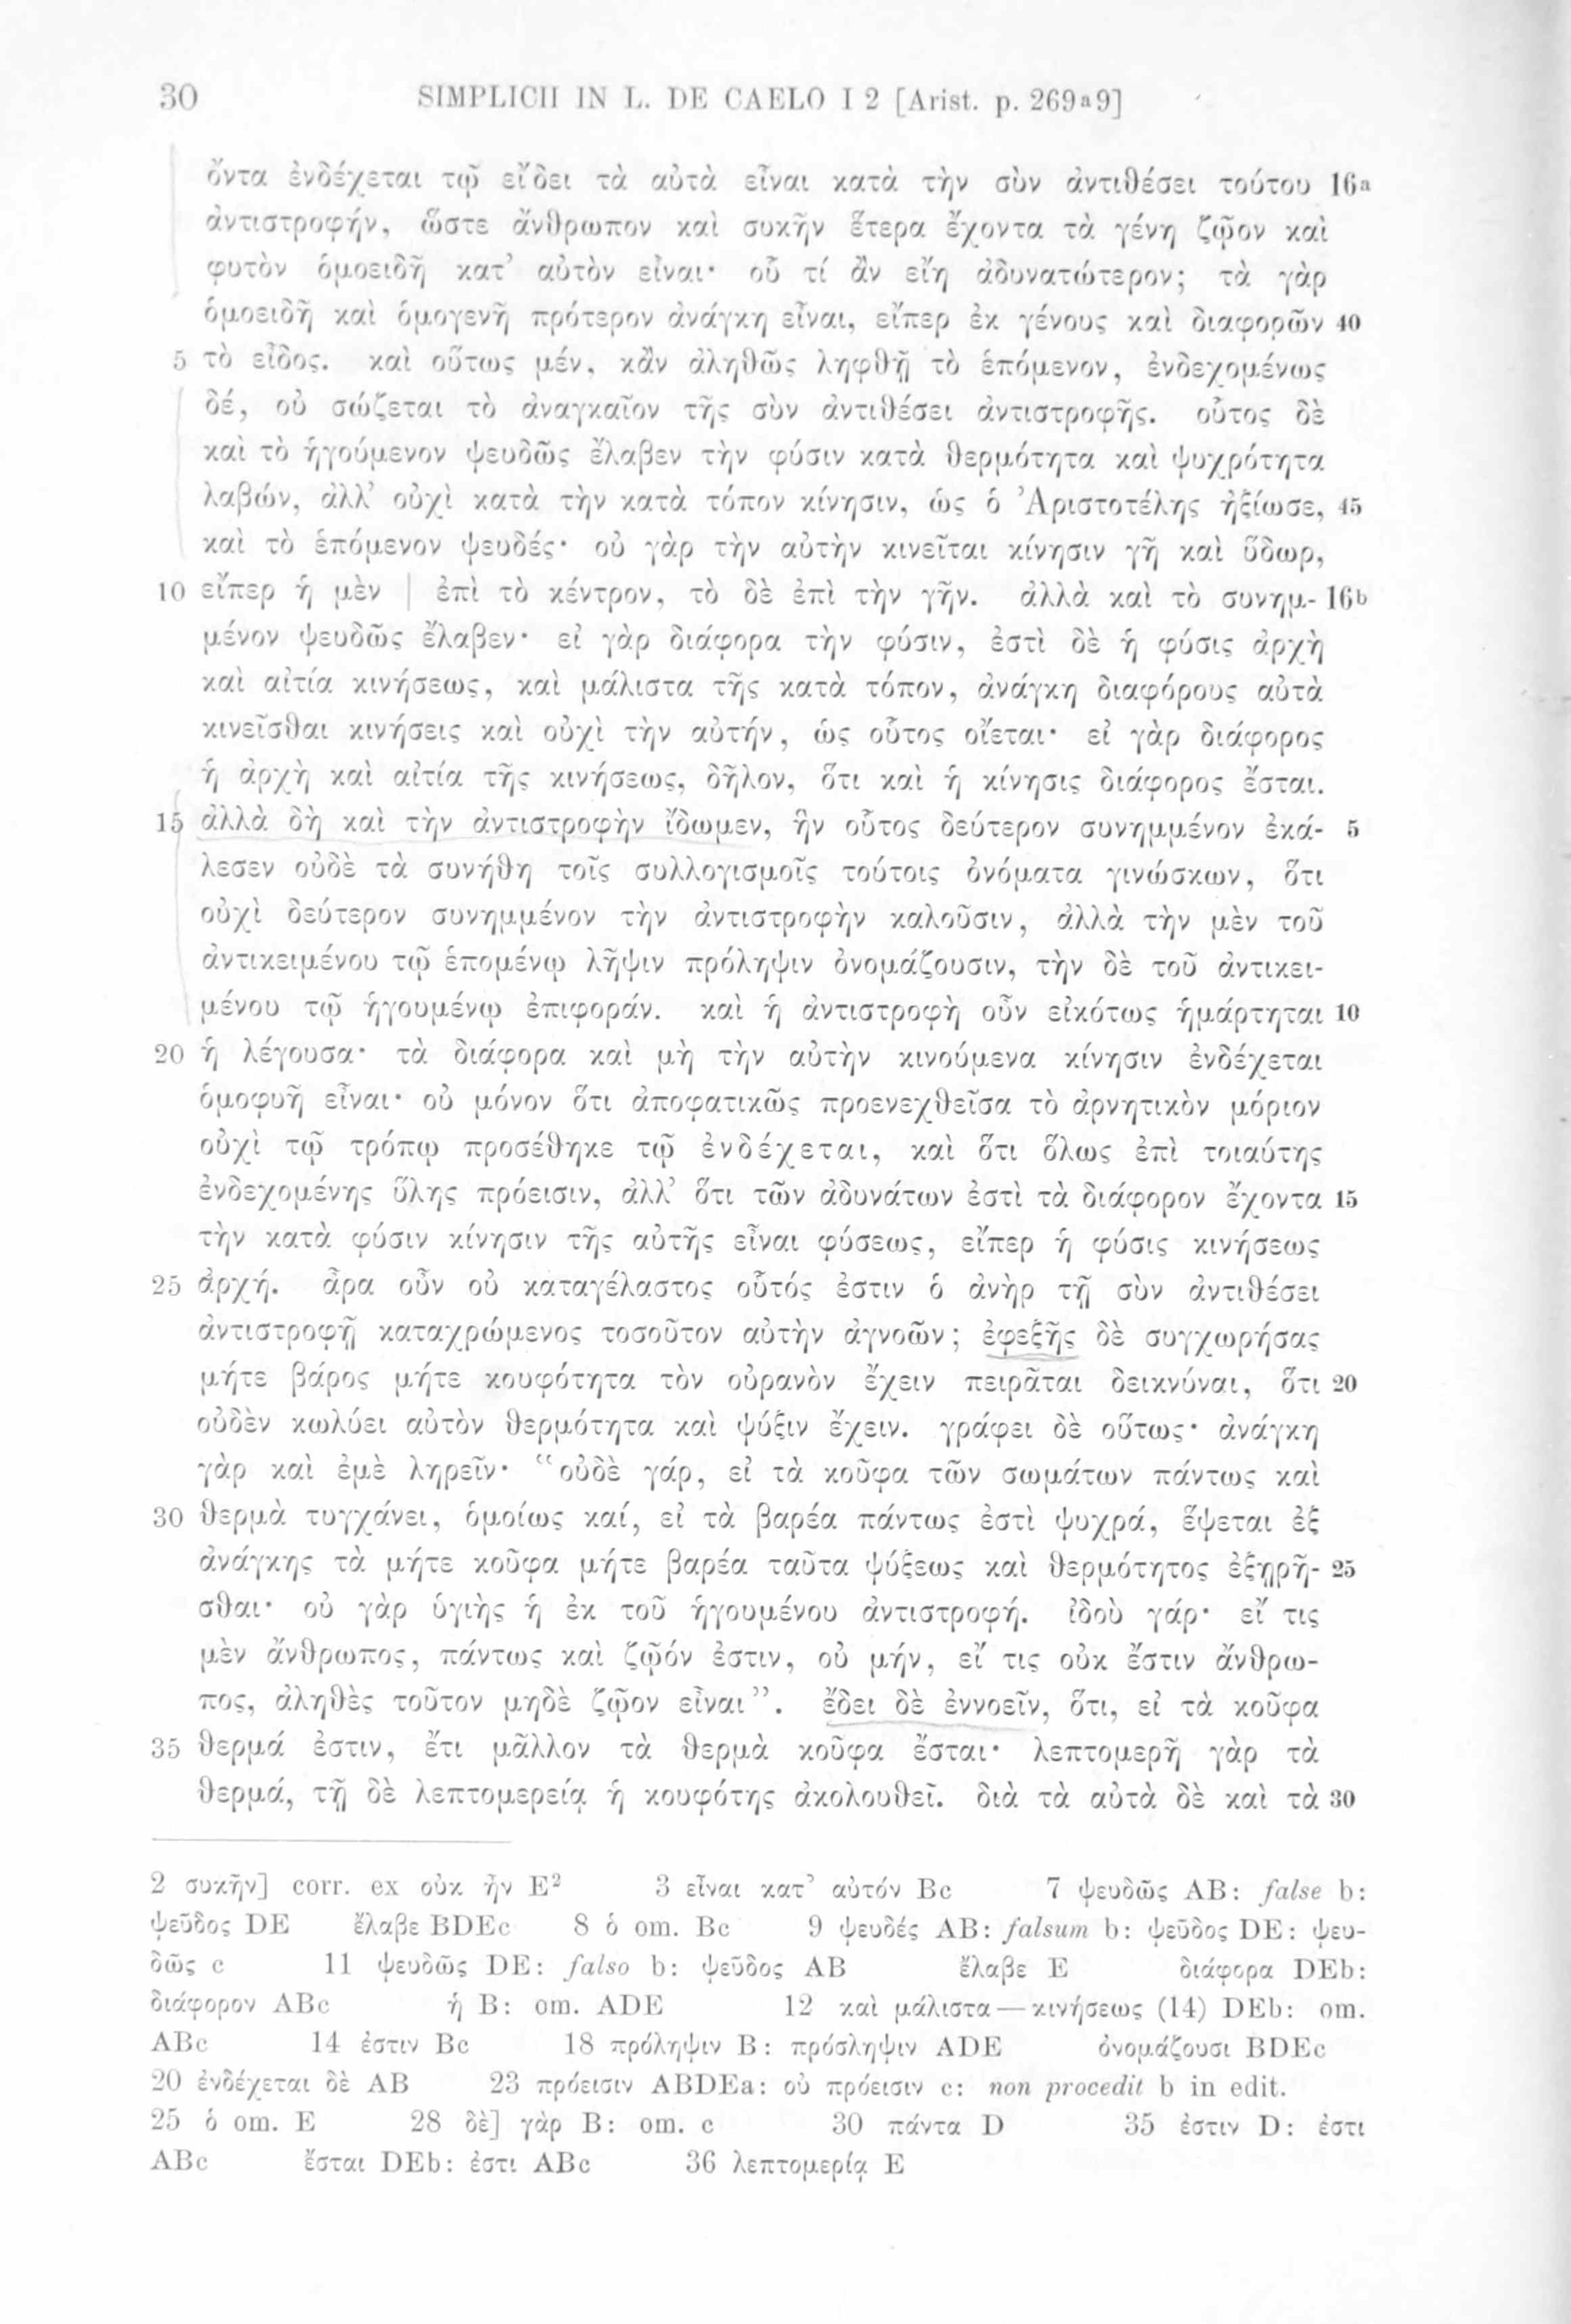 30 SIMPLICII IN L. DE CAELO I 2 [Arist. p. 269ᵃ9]
ὄντα ἐνδέχεται τῷ εἴδει τὰ αὐτὰ εἶναι κατὰ τὴν σὺν ἀντιθέσει τούτου 16ᵃ
ἀντιστροφήν, ὥστε ἄνθρωπον καὶ συκῆν ἕτερα ἔχοντα τὰ γένη ζῷον καὶ
φυτὸν ὁμοειδῆ κατ’ αὐτὸν εἶναι· οὗ τί ἂν εἴη ἀδυνατώτερον; τὰ γὰρ
ὁμοειδῆ καὶ ὁμογενῆ πρότερον ἀνάγκη εἶναι, εἴπερ ἐκ γένους καὶ διαφορῶν 40
5 τὸ εἶδος. καὶ οὕτως μέν, κἂν ἀληθῶς ληφθῇ τὸ ἑπόμενον, ἐνδεχομένως
δέ, οὐ σώζεται τὸ ἀναγκαῖον τῆς σὺν ἀντιθέσει ἀντιστροφῆς. οὗτος δὲ
καὶ τὸ ἡγούμενον ψευδῶς ἔλαβεν τὴν φύσιν κατὰ θερμότητα καὶ ψυχρότητα
λαβών, ἀλλ’ οὐχὶ κατὰ τὴν κατὰ τόπον κίνησιν, ὡς ὁ Ἀριστοτέλης ἠξίωσε, 45
καὶ τὸ ἑπόμενον ψευδές· οὐ γὰρ τὴν αὐτὴν κινεῖται κίνησιν γῆ καὶ ὕδωρ,
10 εἴπερ ἡ μὲν | ἐπὶ τὸ κέντρον, τὸ δὲ ἐπὶ τὴν γῆν. ἀλλὰ καὶ τὸ συνημ- 16ᵇ
μένον ψευδῶς ἔλαβεν· εἰ γὰρ διάφορα τὴν φύσιν, ἐστὶ δὲ ἡ φύσις ἀρχὴ
καὶ αἰτία κινήσεως, καὶ μάλιστα τῆς κατὰ τόπον, ἀνάγκη διαφόρους αὐτὰ
κινεῖσθαι κινήσεις καὶ οὐχὶ τὴν αὐτήν, ὡς οὗτος οἴεται· εἰ γὰρ διάφορος
ἡ ἀρχὴ καὶ αἰτία τῆς κινήσεως, δῆλον, ὅτι καὶ ἡ κίνησις διάφορος ἔσται.
15 ἀλλὰ δὴ καὶ τὴν ἀντιστροφὴν ἴδωμεν, ἣν οὗτος δεύτερον συνημμένον ἐκά- 5
λεσεν οὐδὲ τὰ συνήθη τοῖς συλλογισμοῖς τούτοις ὀνόματα γινώσκων, ὅτι
οὐχὶ δεύτερον συνημμένον τὴν ἀντιστροφὴν καλοῦσιν, ἀλλὰ τὴν μὲν τοῦ
ἀντικειμένου τῷ ἑπομένῳ λῆψιν πρόληψιν ὀνομάζουσιν, τὴν δὲ τοῦ ἀντικει-
μένου τῷ ἡγουμένῳ ἐπιφοράν. καὶ ἡ ἀντιστροφὴ οὖν εἰκότως ἡμάρτηται 10
20 ἡ λέγουσα· τὰ διάφορα καὶ μὴ τὴν αὐτὴν κινούμενα κίνησιν ἐνδέχεται
ὁμοφυῆ εἶναι· οὐ μόνον ὅτι ἀποφατικῶς προενεχθεῖσα τὸ ἀρνητικὸν μόριον
οὐχὶ τῷ τρόπῳ προσέθηκε τῷ ἐνδέχεται, καὶ ὅτι ὅλως ἐπὶ τοιαύτης
ἐνδεχομένης ὕλης πρόεισιν, ἀλλ’ ὅτι τῶν ἀδυνάτων ἐστὶ τὰ διάφορον ἔχοντα 15
τὴν κατὰ φύσιν κίνησιν τῆς αὐτῆς εἶναι φύσεως, εἴπερ ἡ φύσις κινήσεως
25 ἀρχή. ἆρα οὖν οὐ καταγέλαστος οὗτός ἐστιν ὁ ἀνὴρ τῇ σὺν ἀντιθέσει
ἀντιστροφῇ καταχρώμενος τοσοῦτον αὐτὴν ἀγνοῶν; ἐφεξῆς δὲ συγχωρήσας
μήτε βάρος μήτε κουφότητα τὸν οὐρανὸν ἔχειν πειρᾶται δεικνύναι, ὅτι 20
οὐδὲν κωλύει αὐτὸν θερμότητα καὶ ψύξιν ἔχειν. γράφει δὲ οὕτως· ἀνάγκη
γὰρ καὶ ἐμὲ ληρεῖν· “οὐδὲ γάρ, εἰ τὰ κοῦφα τῶν σωμάτων πάντως καὶ
30 θερμὰ τυγχάνει, ὁμοίως καί, εἰ τὰ βαρέα πάντως ἐστὶ ψυχρά, ἕψεται ἐξ
ἀνάγκης τὰ μήτε κοῦφα μήτε βαρέα ταῦτα ψύξεως καὶ θερμότητος ἐξῃρῆ- 25
σθαι· οὐ γὰρ ὑγιὴς ἡ ἐκ τοῦ ἡγουμένου ἀντιστροφή. ἰδοὺ γάρ· εἴ τις
μὲν ἄνθρωπος, πάντως καὶ ζῷόν ἐστιν, οὐ μήν, εἴ τις οὐκ ἔστιν ἄνθρω-
πος, ἀληθὲς τοῦτον μηδὲ ζῷον εἶναι”. ἔδει δὲ ἐννοεῖν, ὅτι, εἰ τὰ κοῦφα
35 θερμά ἐστιν, ἔτι μᾶλλον τὰ θερμὰ κοῦφα ἔσται· λεπτομερῆ γὰρ τὰ
θερμά, τῇ δὲ λεπτομερείᾳ ἡ κουφότης ἀκολουθεῖ. διὰ τὰ αὐτὰ δὲ καὶ τὰ 30
2 συκῆν] corr. ex οὐκ ἦν E² 3 εἶναι κατ’ αὐτόν Bc 7 ψευδῶς AB: false b:
ψεῦδος DE ἔλαβε BDEc 8 ὁ om. Bc 9 ψευδές AB: falsum b: ψεῦδος DE: ψευ-
δῶς c 11 ψευδῶς DE: falso b: ψεῦδος AB ἔλαβε E διάφορα DEb:
διάφορον ABc ἡ B: om. ADE 12 καὶ μάλιστα — κινήσεως (14) DEb: om.
ABc 14 ἐστιν Bc 18 πρόληψιν B: πρόσληψιν ADE ὀνομάζουσι BDEc
20 ἐνδέχεται δὲ AB 23 πρόεισιν ABDEa: οὐ πρόεισιν c: non procedit b in edit.
25 ὁ om. E 28 δὲ] γὰρ B: om. c 30 πάντα D 35 ἐστιν D: ἐστι
ABc ἔσται DEb: ἐστι ABc 36 λεπτομερίᾳ E